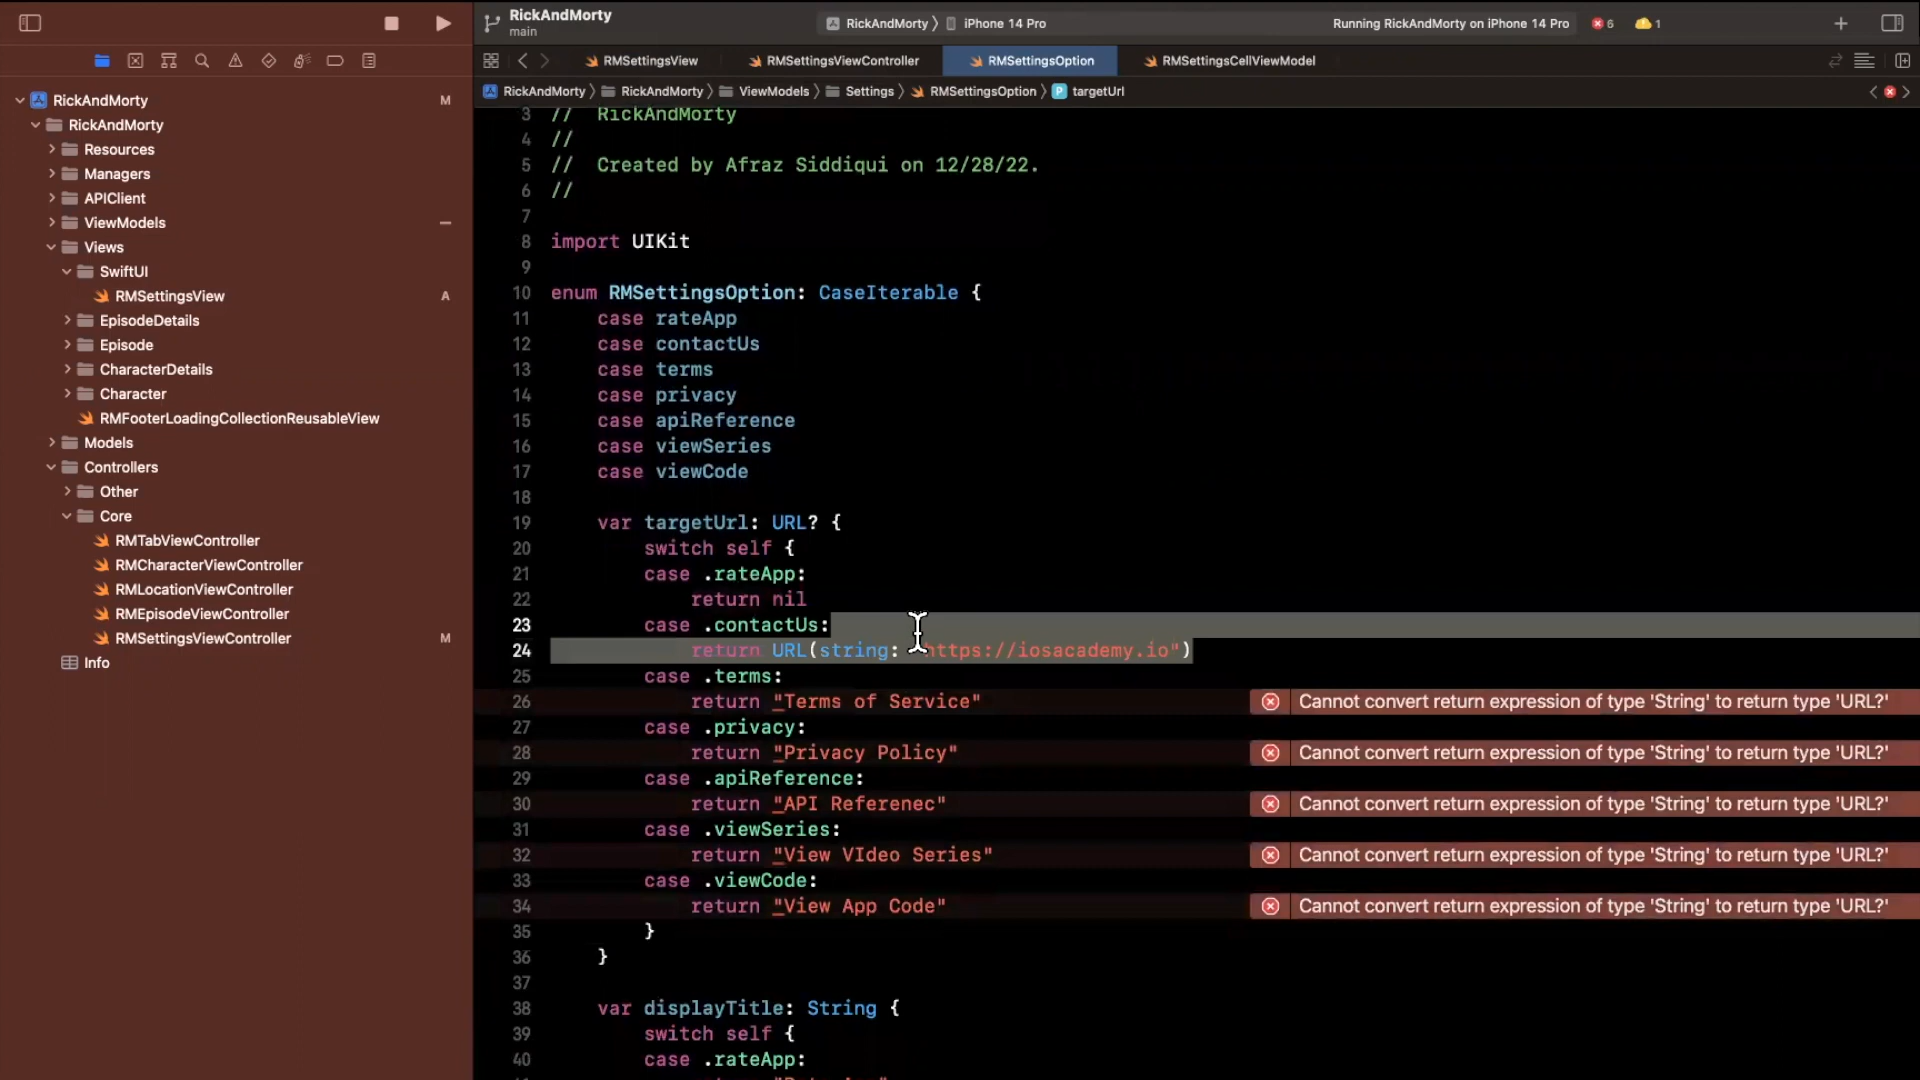 RickAndMorty
main
RickAndMorty 〉 iPhone 14 Pro
Running RickAndMorty on iPhone 14 Pro
6
1
RMSettingsView
RMSettingsViewController
RMSettingsOption
RMSettingsCellViewModel
RickAndMorty 〉 RickAndMorty 〉 ViewModels 〉 Settings 〉 RMSettingsOption 〉 P targetUrl
RickAndMorty M
RickAndMorty
Resources
Managers
APIClient
ViewModels
Views
SwiftUI
RMSettingsView A
EpisodeDetails
Episode
CharacterDetails
Character
RMFooterLoadingCollectionReusableView
Models
Controllers
Other
Core
RMTabViewController
RMCharacterViewController
RMLocationViewController
RMEpisodeViewController
RMSettingsViewController M
Info
3 //  RickAndMorty
4 //
5 //  Created by Afraz Siddiqui on 12/28/22.
6 //
7
8 import UIKit
9
10 enum RMSettingsOption: CaseIterable {
11     case rateApp
12     case contactUs
13     case terms
14     case privacy
15     case apiReference
16     case viewSeries
17     case viewCode
18
19     var targetUrl: URL? {
20         switch self {
21         case .rateApp:
22             return nil
23         case .contactUs:
24             return URL(string: "https://iosacademy.io")
25         case .terms:
26             return "Terms of Service" Cannot convert return expression of type 'String' to return type 'URL?'
27         case .privacy:
28             return "Privacy Policy" Cannot convert return expression of type 'String' to return type 'URL?'
29         case .apiReference:
30             return "API Referenec" Cannot convert return expression of type 'String' to return type 'URL?'
31         case .viewSeries:
32             return "View VIdeo Series" Cannot convert return expression of type 'String' to return type 'URL?'
33         case .viewCode:
34             return "View App Code" Cannot convert return expression of type 'String' to return type 'URL?'
35         }
36     }
37
38     var displayTitle: String {
39         switch self {
40         case .rateApp: